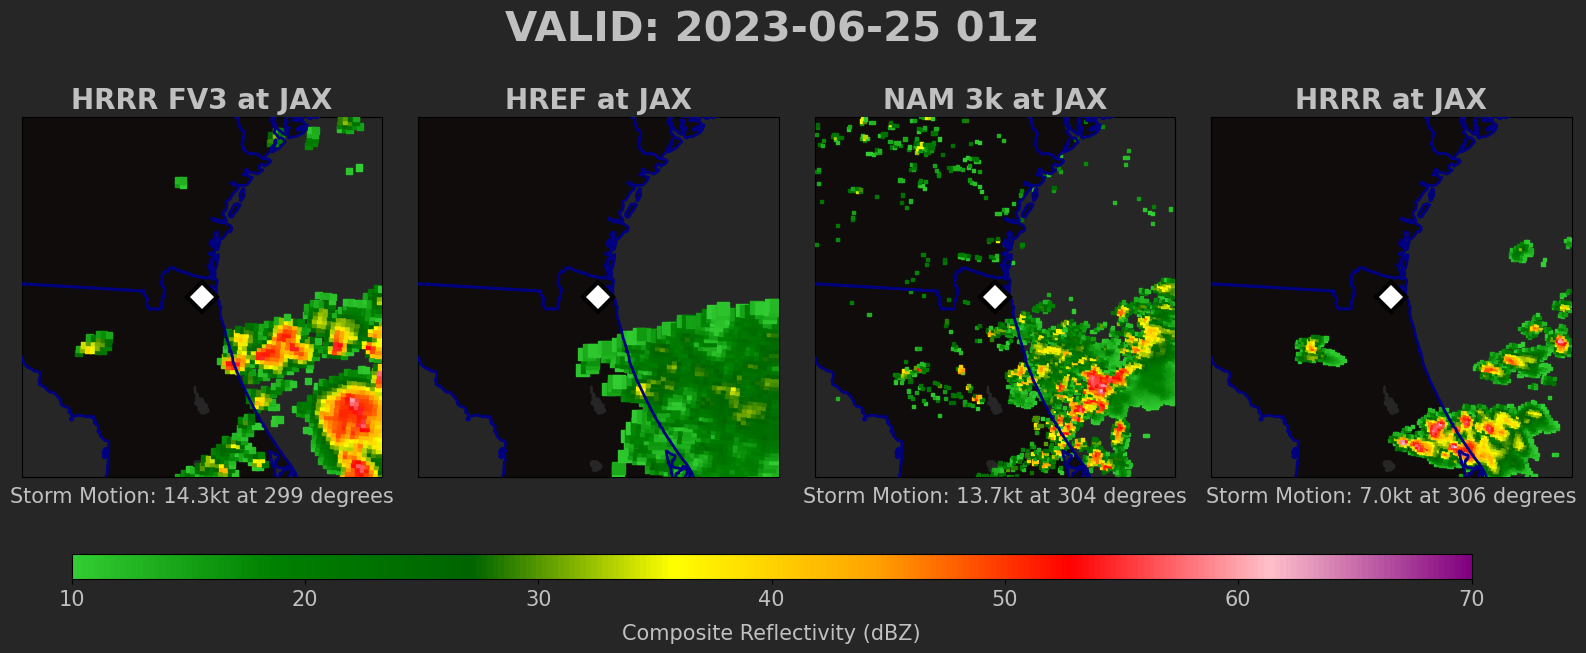 VALID: 2023-06-25 01z
HRRR FV3 at JAX
HREF at JAX
NAM 3k at JAX
HRRR at JAX
Storm Motion: 14.3kt at 299 degrees
Storm Motion: 13.7kt at 304 degrees
Storm Motion: 7.0kt at 306 degrees
10 20 30 40 50 60 70
Composite Reflectivity (dBZ)